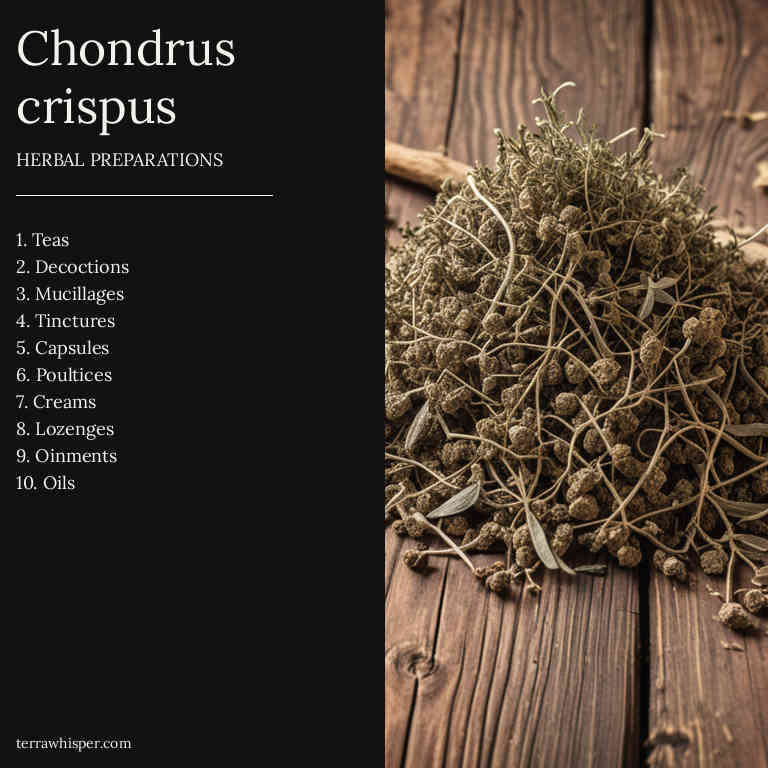 Chondrus
crispus
HERBAL PREPARATIONS
1. Teas
2. Decoctions
3. Mucillages
4. Tinctures
5. Capsules
6. Poultices
7. Creams
8. Lozenges
9. Oinments
10. Oils
terrawhisper.com